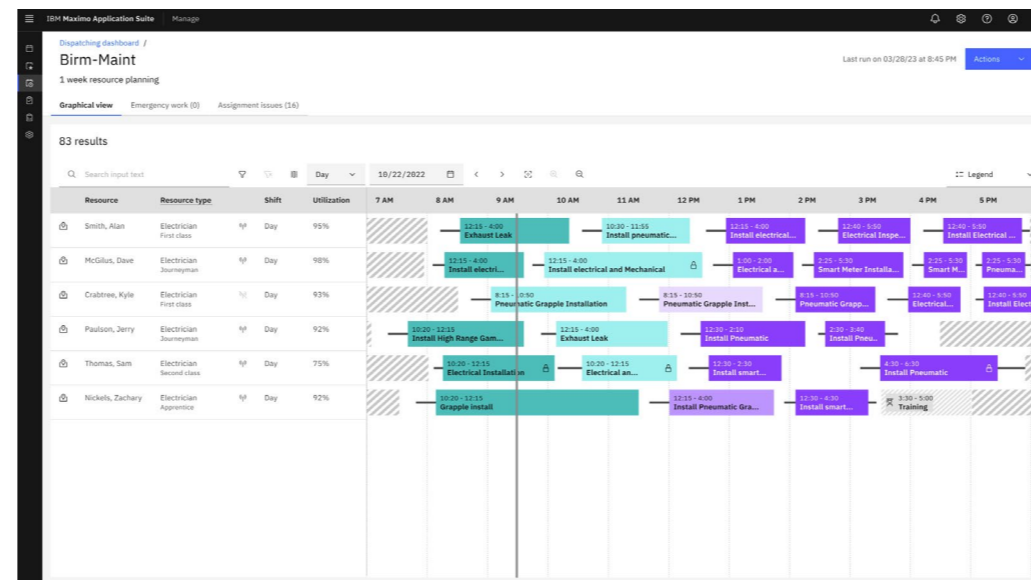 IBM Maximo Application Suite Manage
Dispatching dashboard /
Birm-Maint
Last run on 03/28/23 at 8:45 PM Actions
1 week resource planning
Graphical view Emergency work (0) Assignment issues (16)
83 results
Search input text Day 10/22/2022 Legend
Resource Resource type Shift Utilization 7 AM 8 AM 9 AM 10 AM 11 AM 12 PM 1 PM 2 PM 3 PM 4 PM 5 PM
Smith, Alan Electrician Day 95%
First class
12:15 - 4:00 10:30 - 11:55 12:15 - 4:00 12:40 - 5:50 12:40 - 5:50
Exhaust Leak Install pneumatic... Install electrical... Electrical Inspe... Install Electrical ...
McGilus, Dave Electrician Day 98%
Journeyman
12:15 - 4:00 12:15 - 4:00 1:00 - 2:00 2:25 - 5:30 2:25 - 5:30 2:25 - 5:30
Install electri... Install electrical and Mechanical Electrical a... Smart Meter Installa... Smart M... Pneuma...
Crabtree, Kyle Electrician Day 93%
First class
8:15 - 10:50 8:15 - 10:50 8:15 - 10:50 12:40 - 5:50 12:40 - 5:50
Pneumatic Grapple Installation Pneumatic Grapple Inst... Pneumatic Grapp... Electrical... Install Elect
Paulson, Jerry Electrician Day 92%
Journeyman
10:20 - 12:15 12:15 - 4:00 12:30 - 2:10 2:30 - 3:40
Install High Range Gam... Exhaust Leak Install Pneumatic Install Pneu..
Thomas, Sam Electrician Day 75%
Second class
10:20 - 12:15 10:20 - 12:15 12:30 - 2:30 4:30 - 6:30
Electrical Installation Electrical an... Install smart... Install Pneumatic
Nickels, Zachary Electrician Day 92%
Apprentice
10:20 - 12:15 12:15 - 4:00 12:30 - 4:30 3:30 - 5:00
Grapple install Install Pneumatic Gra... Install smart... Training